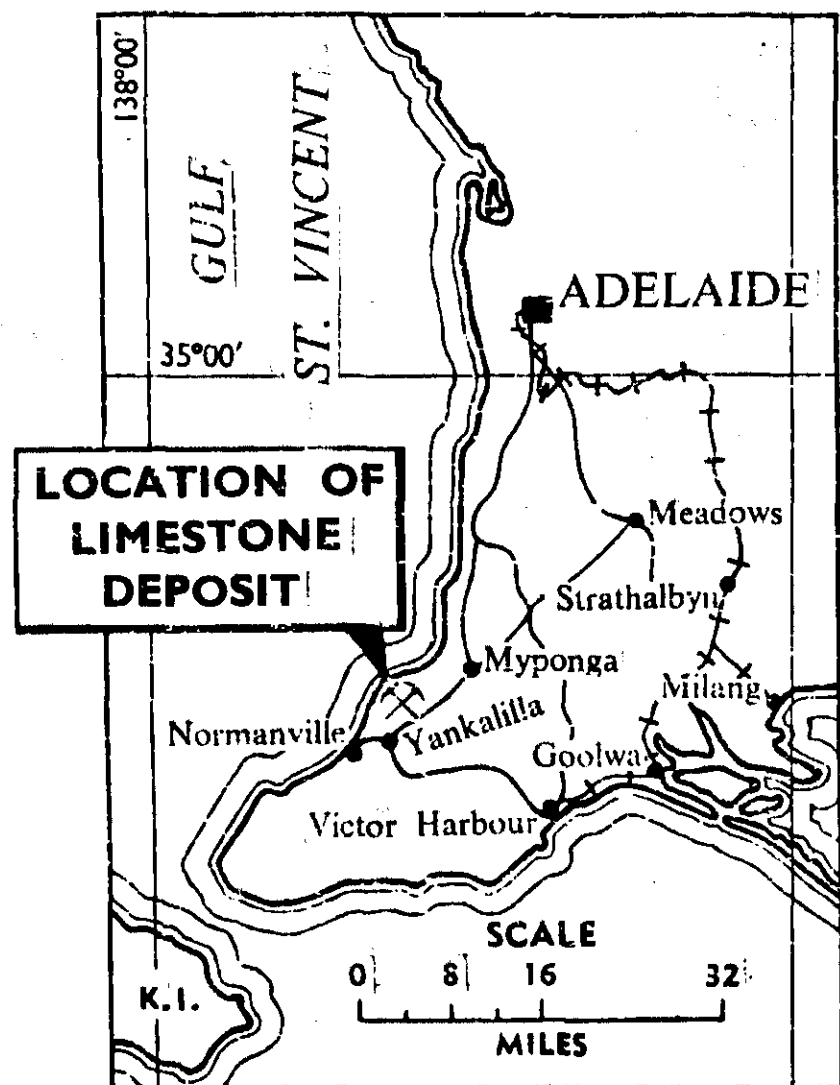 138°00'
GULF
ST. VINCENT
ADELAIDE
35°00'
LOCATION OF
LIMESTONE
DEPOSIT
Meadows
Strathalbyn
Myponga
Milang
Normanville
Yankalilla
Goolwa
Victor Harbour
SCALE
0 8 16 32
MILES
K.I.